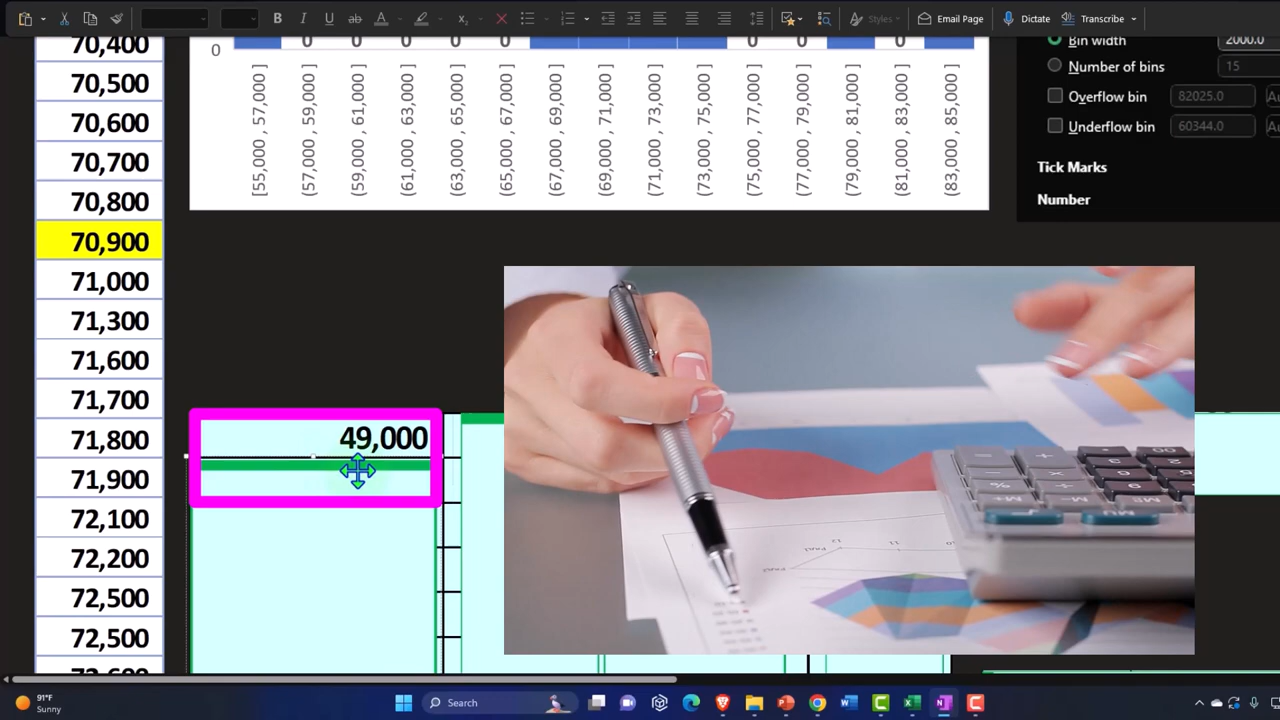 Styles
Email Page
Dictate
Transcribe
70,400
70,500
70,600
70,700
70,800
70,900
71,000
71,300
71,600
71,700
71,800
71,900
72,100
72,200
72,500
72,500
0
0 0 0 0 0 0 0 0
[55,000 , 57,000 ]
(57,000 , 59,000 ]
(59,000 , 61,000 ]
(61,000 , 63,000 ]
(63,000 , 65,000 ]
(65,000 , 67,000 ]
(67,000 , 69,000 ]
(69,000 , 71,000 ]
(71,000 , 73,000 ]
(73,000 , 75,000 ]
(75,000 , 77,000 ]
(77,000 , 79,000 ]
(79,000 , 81,000 ]
(81,000 , 83,000 ]
(83,000 , 85,000 ]
Bin width 2000.0
Number of bins 15
Overflow bin 82025.0
Underflow bin 60344.0
Tick Marks
Number
49,000
91°F
Sunny
Search